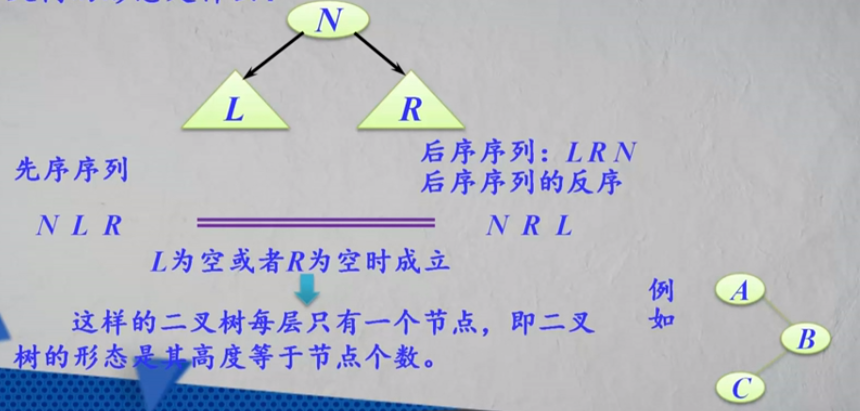 N
L
R
先序序列
后序序列：L R N
后序序列的反序
N L R
N R L
L为空或者R为空时成立
这样的二叉树每层只有一个节点，即二叉
树的形态是其高度等于节点个数。
例
如
A
B
C